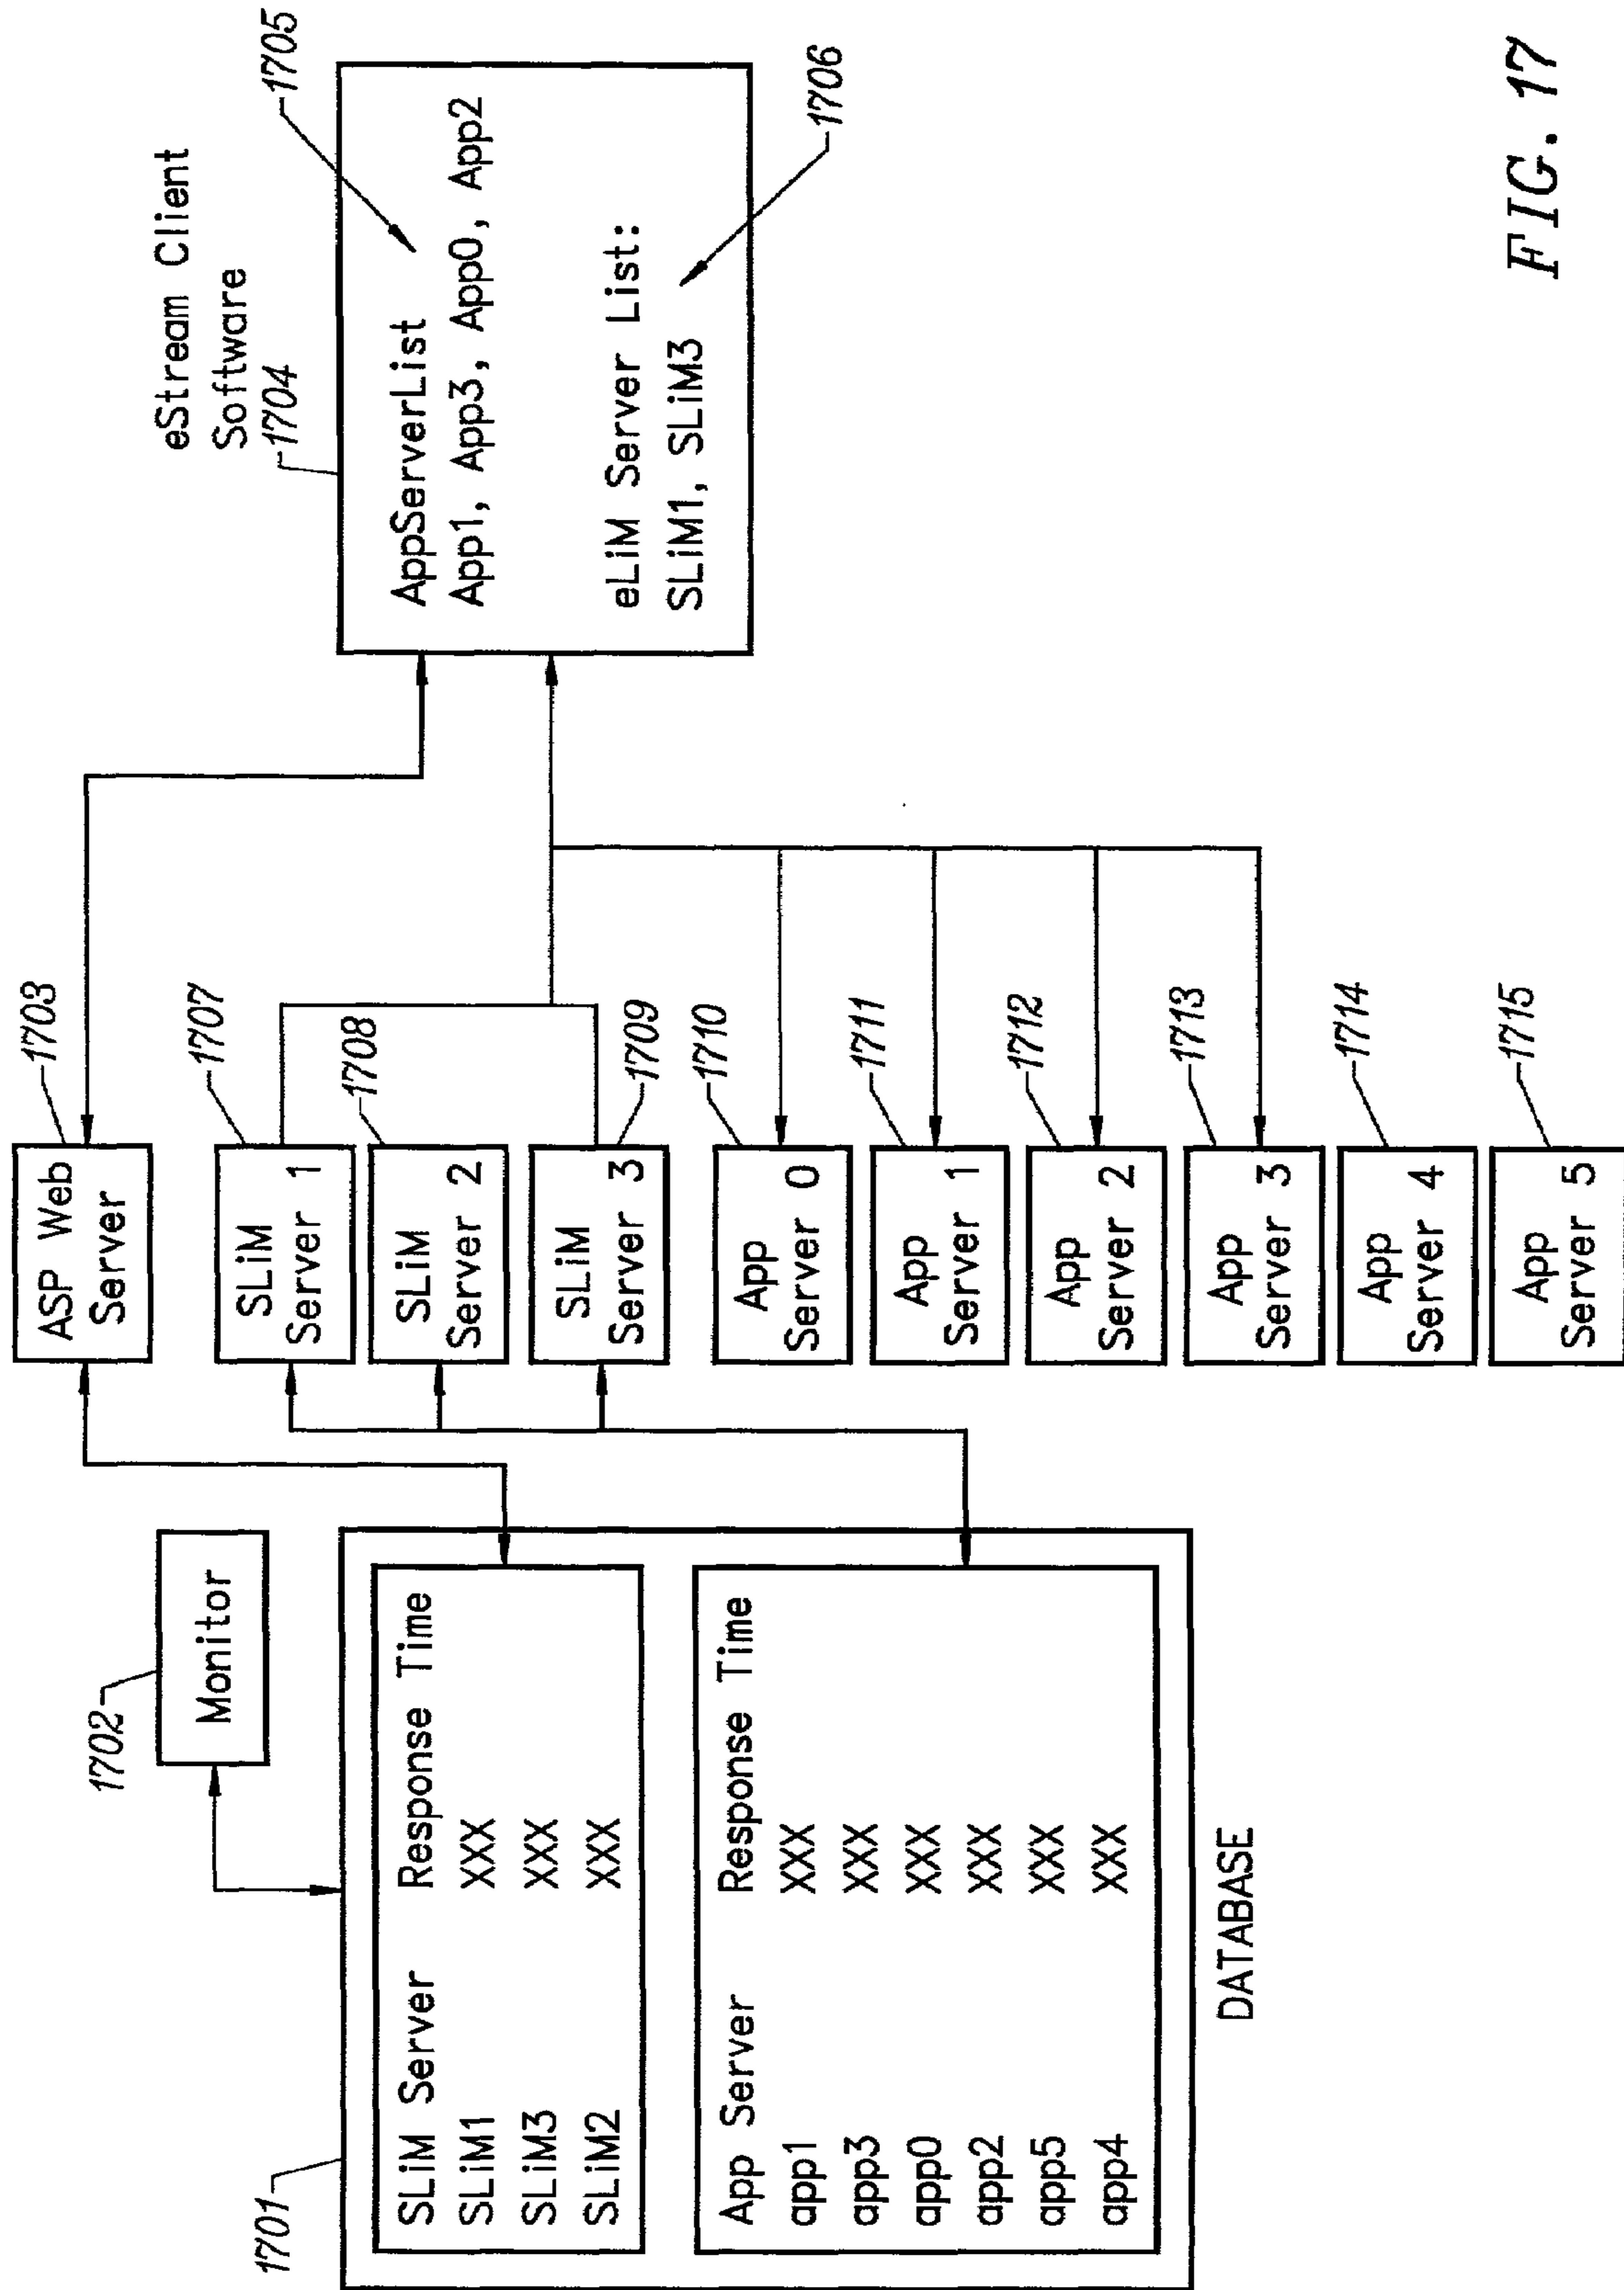 1701
SLiM Server Response Time
SLiM1 XXX
SLiM3 XXX
SLiM2 XXX
App Server Response Time
app1 XXX
app3 XXX
app0 XXX
app2 XXX
app5 XXX
app4 XXX
DATABASE
1702
Monitor
ASP Web
Server
1703
SLiM
Server 1
1707
SLiM
Server 2
1708
SLiM
Server 3
1709
App
Server 0
1710
App
Server 1
1711
App
Server 2
1712
App
Server 3
1713
App
Server 4
1714
App
Server 5
1715
eStream Client
Software
1704
AppServerList
App1, App3, App0, App2
1705
eLiM Server List:
SLiM1, SLiM3
1706
FIG. 17